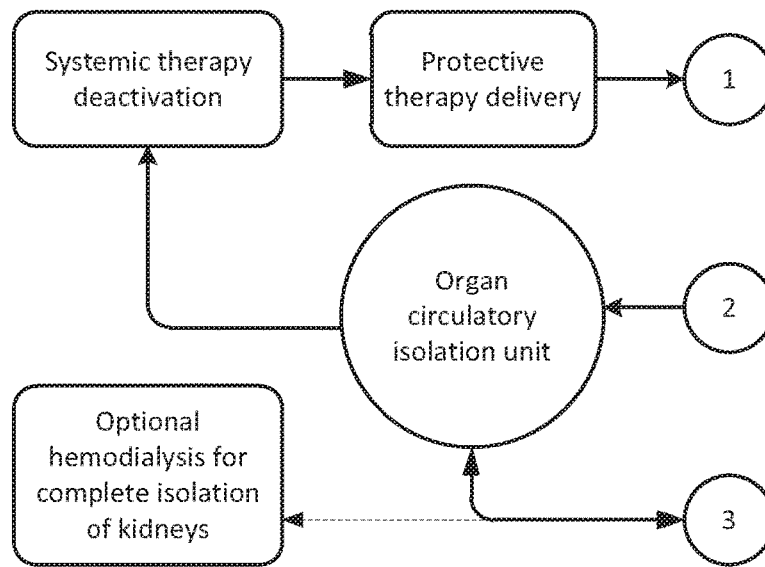 Systemic therapy
deactivation
Protective
therapy delivery
1
Organ
circulatory
isolation unit
2
Optional
hemodialysis for
complete isolation
of kidneys
3